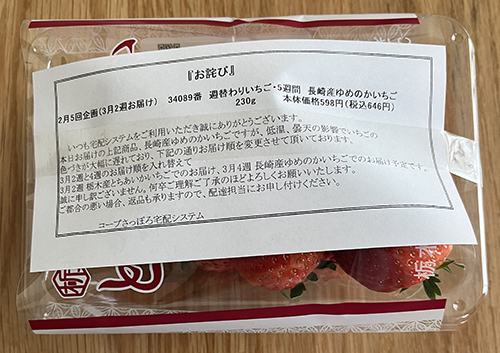 『お詫び』
2月5回企画(3月2週お届け) 34089番 週替わりいちご・5週間 長崎産ゆめのかいちご
230g 本体価格598円(税込646円)
いつも宅配システムをご利用いただき誠にありがとうございます。
本日お届けの上記商品、長崎産ゆめのかいちごですが、低温、曇天の影響でいちごの
色づきが大幅に遅れており、下記の通りお届け順を変更させて頂いております、
3月2週と4週のお届け順を入れ替えて
3月2週 栃木産とちあいかいちごでのお届け、3月4週 長崎産ゆめのかいちごでのお届け予定です。
誠に申し訳ございません。何卒ご理解ご了承のほどよろしくお願いいたします。
ご都合の悪い場合、返品も承りますので、配達担当にお申し付けください。
コープさっぽろ宅配システム
栃木